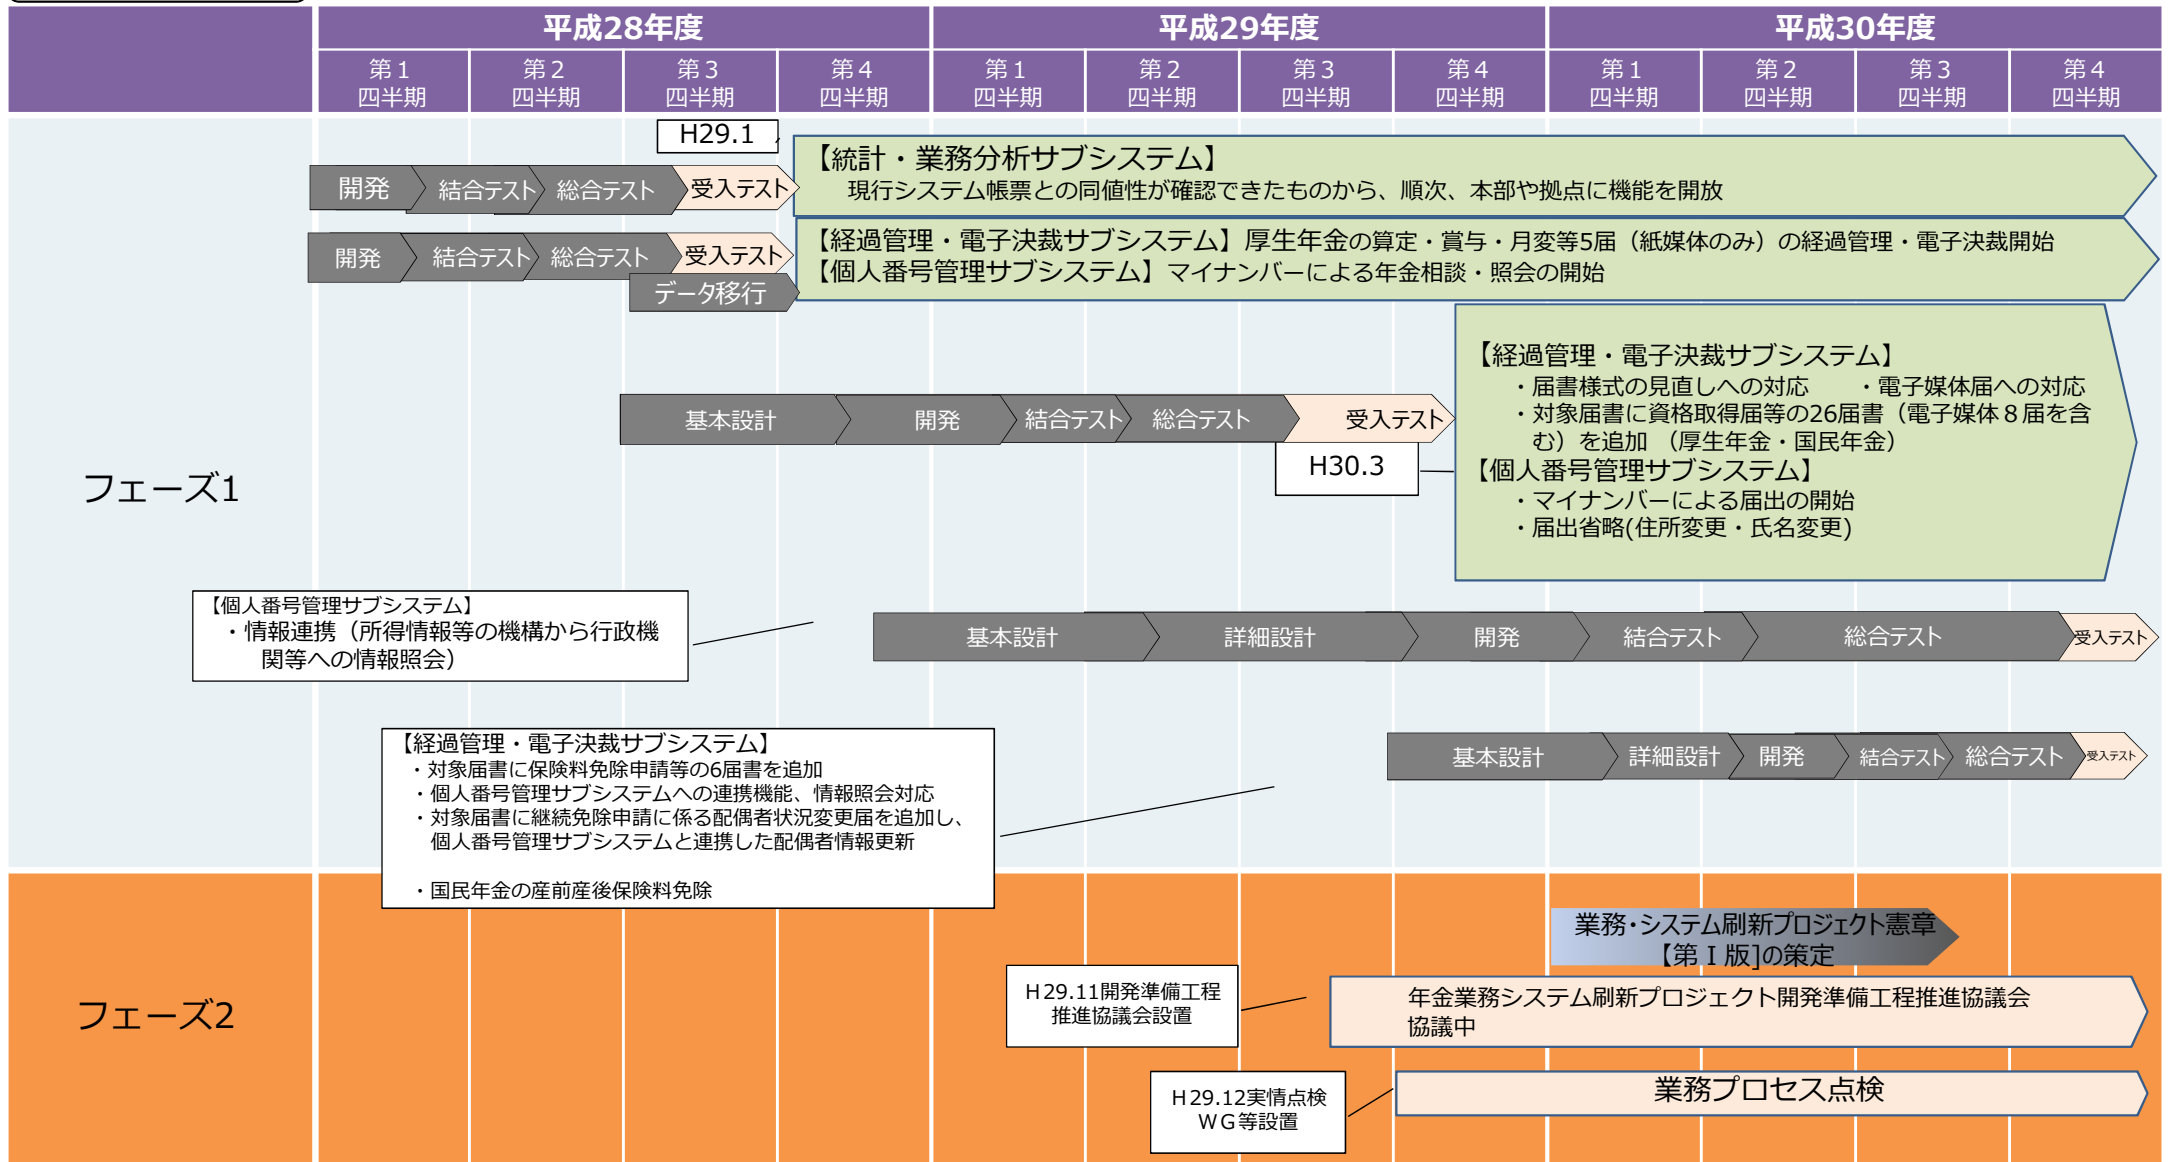 平成28年度
平成29年度
平成30年度
第１
四半期
第２
四半期
第３
四半期
第４
四半期
第１
四半期
第２
四半期
第３
四半期
第４
四半期
第１
四半期
第２
四半期
第３
四半期
第４
四半期
フェーズ1
H29.1
開発
結合テスト
総合テスト
受入テスト
【統計・業務分析サブシステム】
現行システム帳票との同値性が確認できたものから、順次、本部や拠点に機能を開放
開発
結合テスト
総合テスト
受入テスト
データ移行
【経過管理・電子決裁サブシステム】厚生年金の算定・賞与・月変等5届（紙媒体のみ）の経過管理・電子決裁開始
【個人番号管理サブシステム】マイナンバーによる年金相談・照会の開始
基本設計
開発
結合テスト
総合テスト
受入テスト
H30.3
【経過管理・電子決裁サブシステム】
・届書様式の見直しへの対応　　・電子媒体届への対応
・対象届書に資格取得届等の26届書（電子媒体８届を含
む）を追加 （厚生年金・国民年金）
【個人番号管理サブシステム】
・マイナンバーによる届出の開始
・届出省略(住所変更・氏名変更)
【個人番号管理サブシステム】
・情報連携（所得情報等の機構から行政機
関等への情報照会）
基本設計
詳細設計
開発
結合テスト
総合テスト
受入テスト
【経過管理・電子決裁サブシステム】
・対象届書に保険料免除申請等の6届書を追加
・個人番号管理サブシステムへの連携機能、情報照会対応
・対象届書に継続免除申請に係る配偶者状況変更届を追加し、
個人番号管理サブシステムと連携した配偶者情報更新
・国民年金の産前産後保険料免除
基本設計
詳細設計
開発
結合テスト
総合テスト
受入テスト
フェーズ2
業務・システム刷新プロジェクト憲章
【第Ⅰ版]の策定
Ｈ29.11開発準備工程
推進協議会設置
年金業務システム刷新プロジェクト開発準備工程推進協議会
協議中
Ｈ29.12実情点検
ＷＧ等設置
業務プロセス点検